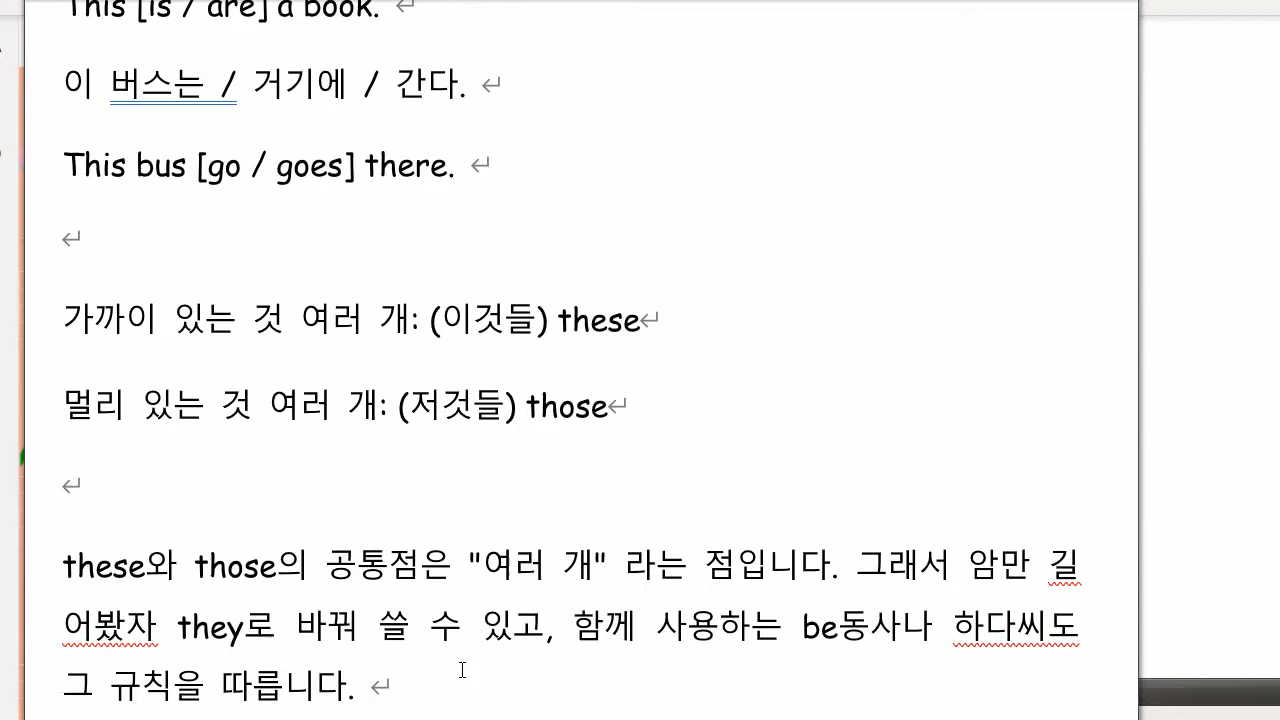 This [is / are] a book.
이 버스는 / 거기에 / 간다.
This bus [go / goes] there.
가까이 있는 것 여러 개: (이것들) these
멀리 있는 것 여러 개: (저것들) those
these와 those의 공통점은 "여러 개" 라는 점입니다. 그래서 암만 길
어봤자 they로 바꿔 쓸 수 있고, 함께 사용하는 be동사나 하다씨도
그 규칙을 따릅니다.